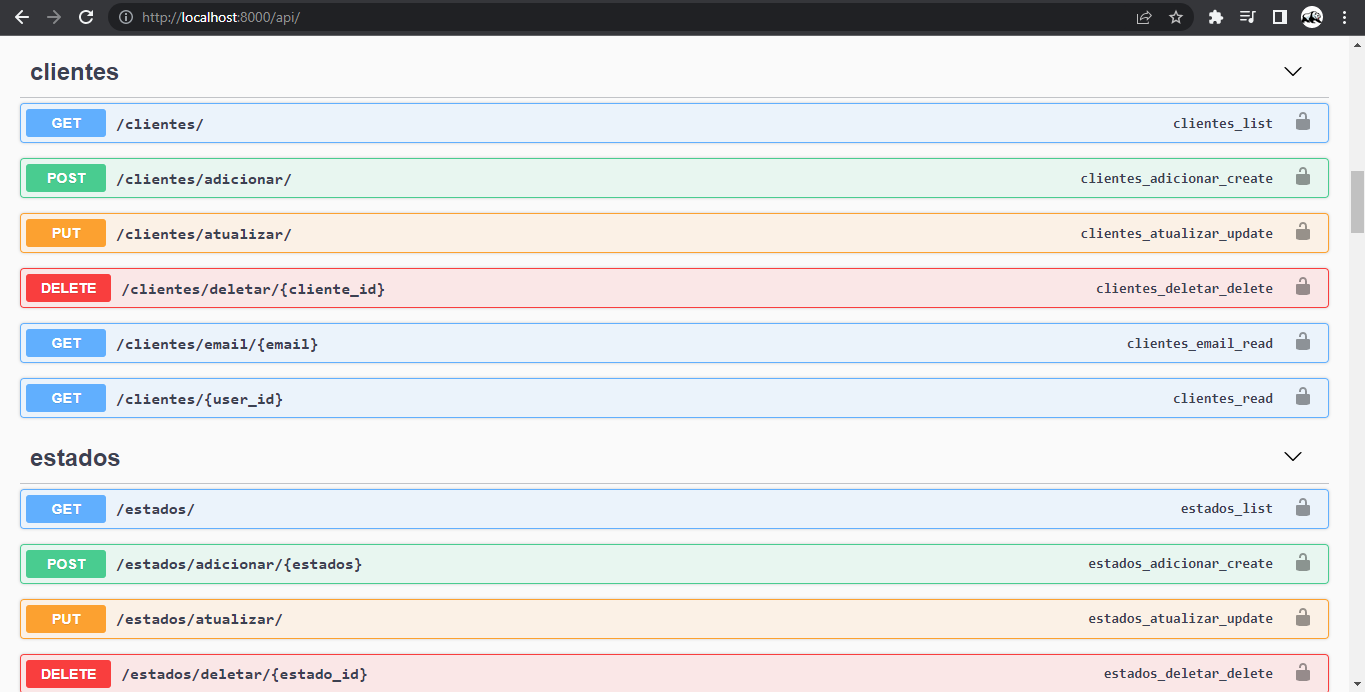 http://localhost:8000/api/
clientes
GET /clientes/ clientes_list
POST /clientes/adicionar/ clientes_adicionar_create
PUT /clientes/atualizar/ clientes_atualizar_update
DELETE /clientes/deletar/{cliente_id} clientes_deletar_delete
GET /clientes/email/{email} clientes_email_read
GET /clientes/{user_id} clientes_read
estados
GET /estados/ estados_list
POST /estados/adicionar/{estados} estados_adicionar_create
PUT /estados/atualizar/ estados_atualizar_update
DELETE /estados/deletar/{estado_id} estados_deletar_delete